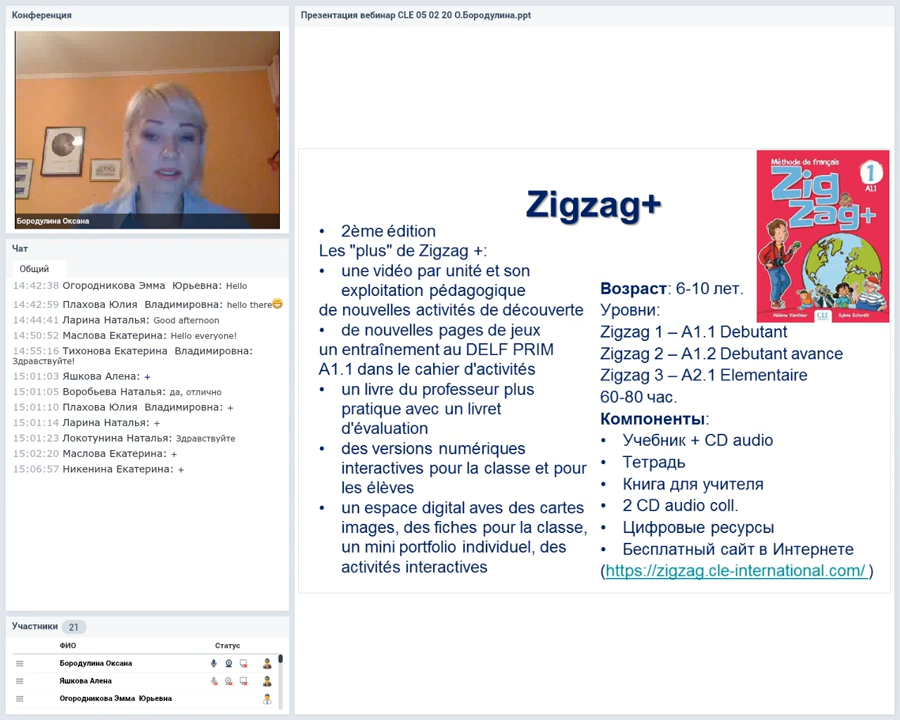 Конференция
Бородулина Оксана
Чат
Общий
14:42:38 Огородникова Эмма Юрьевна: Hello
14:42:59 Плахова Юлия Владимировна: hello there
14:44:41 Ларина Наталья: Good afternoon
14:50:52 Маслова Екатерина: Hello everyone!
14:55:16 Тихонова Екатерина Владимировна:
Здравствуйте!
15:01:03 Яшкова Алена: +
15:01:05 Воробьева Наталья: да, отлично
15:01:10 Плахова Юлия Владимировна: +
15:01:14 Ларина Наталья: +
15:01:23 Локотунина Наталья: Здравствуйте
15:02:20 Маслова Екатерина: +
15:06:57 Никенина Екатерина: +
Участники 21
ФИО Статус
Бородулина Оксана
Яшкова Алена
Огородникова Эмма Юрьевна
Презентация вебинар CLE 05 02 20 О.Бородулина.ppt
Zigzag+
• 2ème édition
Les "plus" de Zigzag +:
• une vidéo par unité et son
exploitation pédagogique
de nouvelles activités de découverte
• de nouvelles pages de jeux
un entraînement au DELF PRIM
A1.1 dans le cahier d'activités
• un livre du professeur plus
pratique avec un livret
d'évaluation
• des versions numériques
interactives pour la classe et pour
les élèves
• un espace digital aves des cartes
images, des fiches pour la classe,
un mini portfolio individuel, des
activités interactives
Méthode de français
Zig
Zag+
1
A1.1
Hélène Vanthier
CLE
Sylvie Schmitt
Возраст: 6-10 лет.
Уровни:
Zigzag 1 – A1.1 Debutant
Zigzag 2 – A1.2 Debutant avance
Zigzag 3 – A2.1 Elementaire
60-80 час.
Компоненты:
• Учебник + CD audio
• Тетрадь
• Книга для учителя
• 2 CD audio coll.
• Цифровые ресурсы
• Бесплатный сайт в Интернете
(https://zigzag.cle-international.com/ )